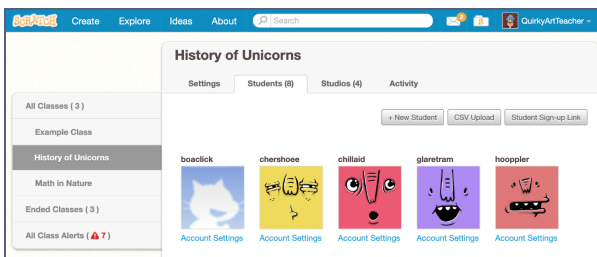 SCRATCH Create Explore Ideas About Search 2 QuirkyArtTeacher
History of Unicorns
Settings Students (8) Studios (4) Activity
All Classes ( 3 )
+ New Student CSV Upload Student Sign-up Link
Example Class
History of Unicorns
boaclick chershoee chillaid glaretram hooppler
Math in Nature
Ended Classes ( 3 )
All Class Alerts ( 7 )
Account Settings Account Settings Account Settings Account Settings Account Settings